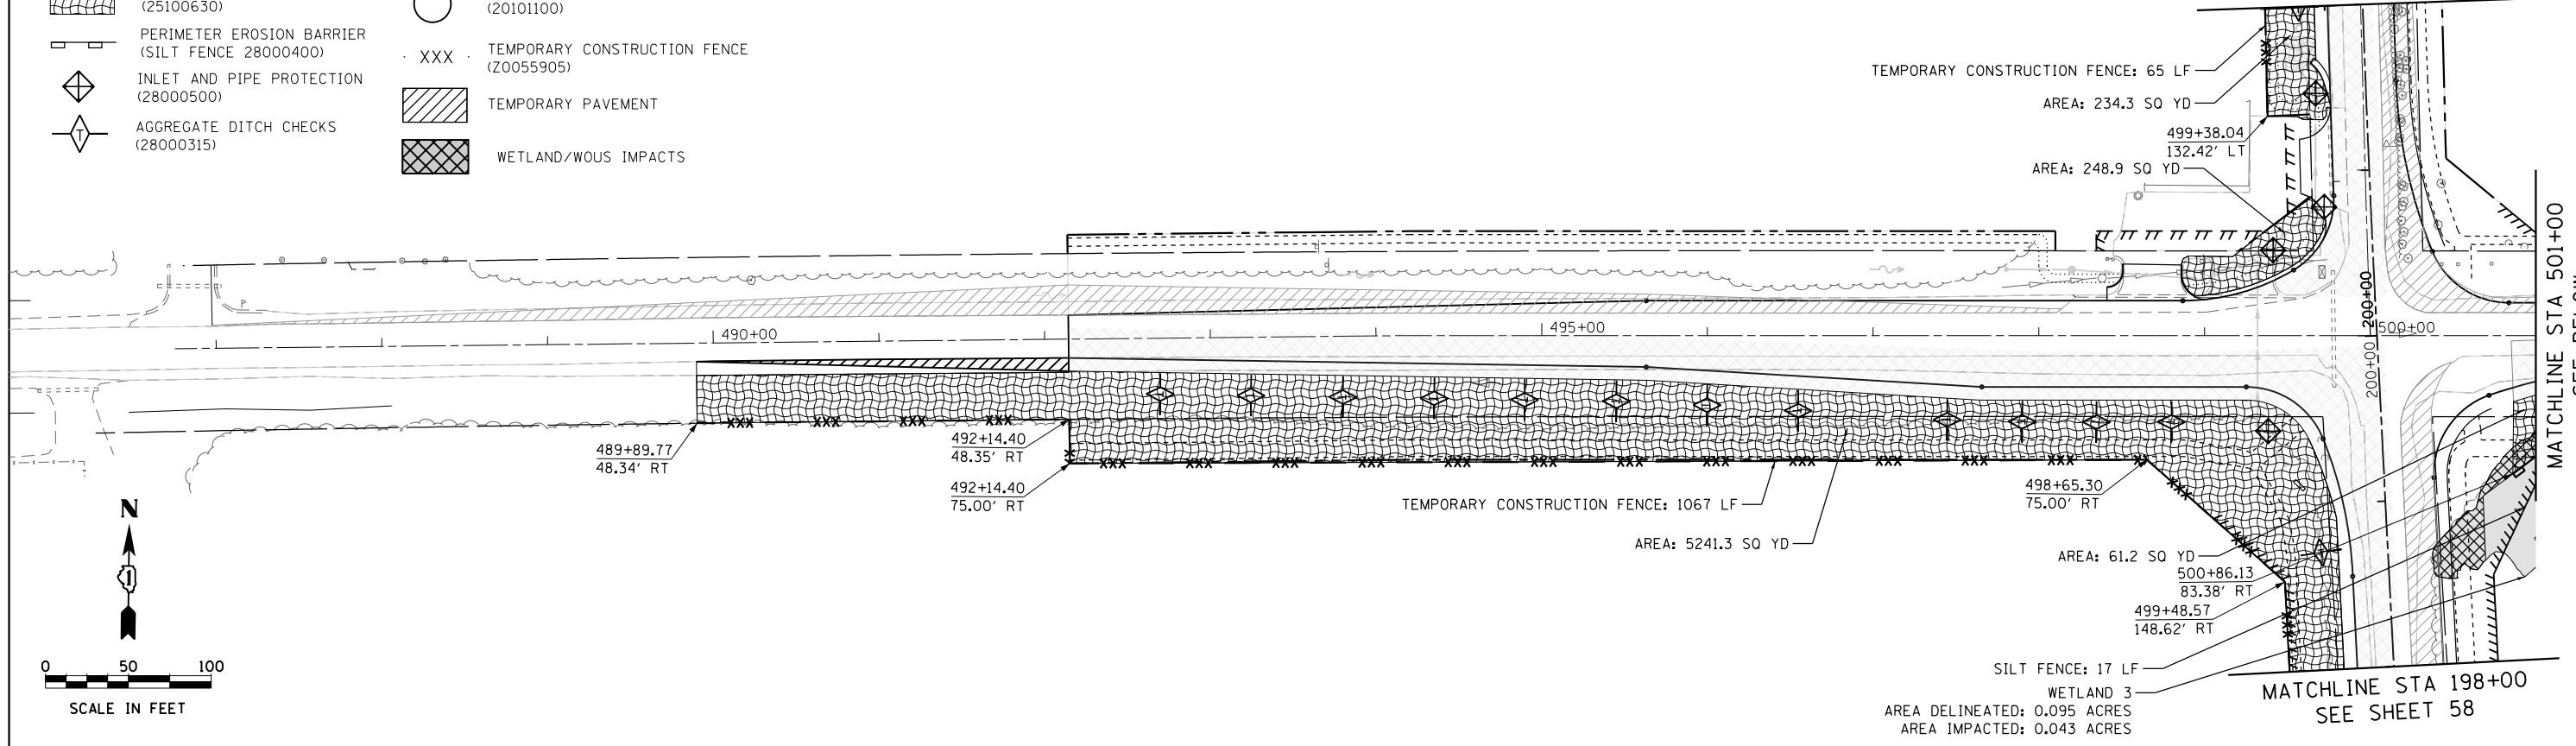 (25100630)
PERIMETER EROSION BARRIER
(SILT FENCE 28000400)
INLET AND PIPE PROTECTION
(28000500)
T
AGGREGATE DITCH CHECKS
(28000315)
(20101100)
XXX
TEMPORARY CONSTRUCTION FENCE
(Z0055905)
TEMPORARY PAVEMENT
WETLAND/WOUS IMPACTS
TEMPORARY CONSTRUCTION FENCE: 65 LF
AREA: 234.3 SQ YD
499+38.04
132.42' LT
AREA: 248.9 SQ YD
490+00
495+00
500+00
200+00
200+00
MATCHLINE STA 501+00
489+89.77
48.34' RT
492+14.40
48.35' RT
492+14.40
75.00' RT
TEMPORARY CONSTRUCTION FENCE: 1067 LF
AREA: 5241.3 SQ YD
498+65.30
75.00' RT
AREA: 61.2 SQ YD
500+86.13
83.38' RT
499+48.57
148.62' RT
SILT FENCE: 17 LF
WETLAND 3
AREA DELINEATED: 0.095 ACRES
AREA IMPACTED: 0.043 ACRES
MATCHLINE STA 198+00
SEE SHEET 58
N
0 50 100
SCALE IN FEET